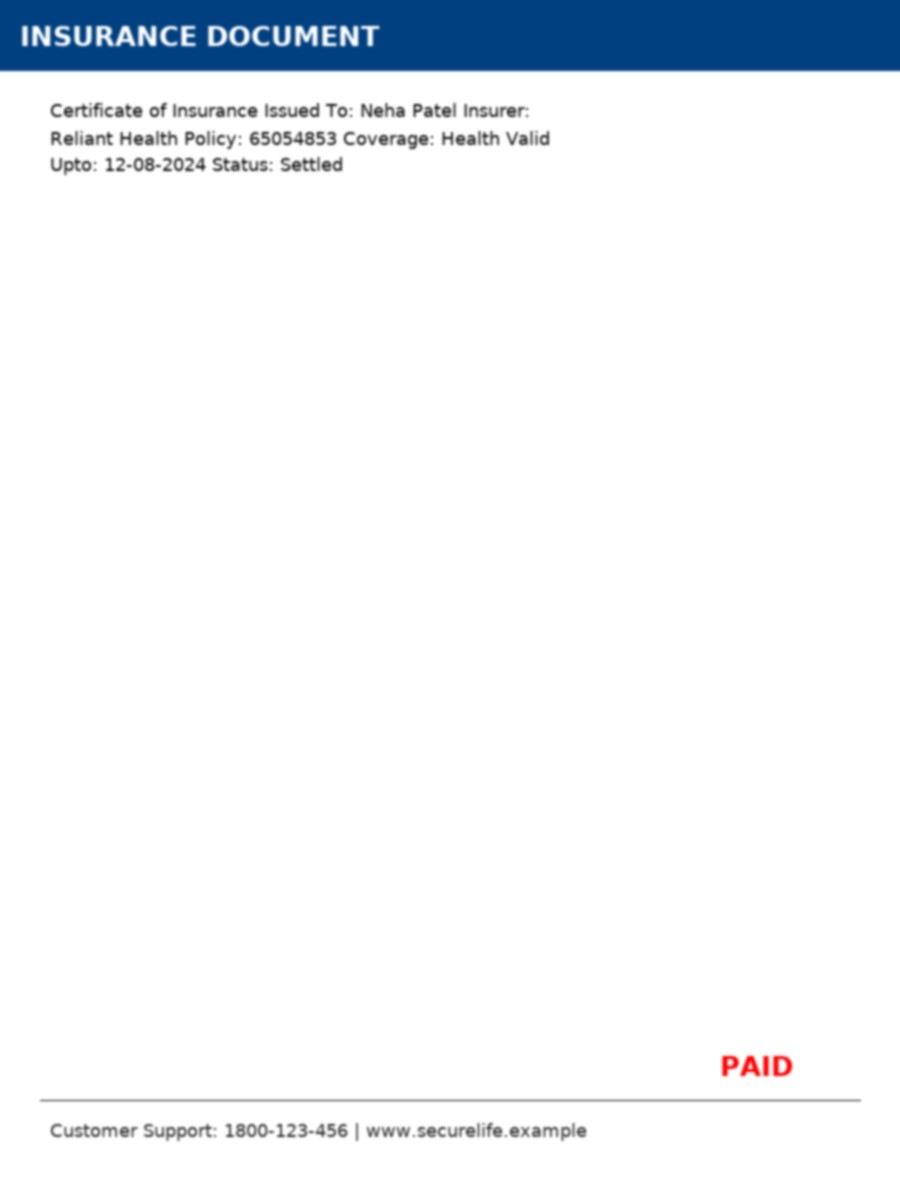 INSURANCE DOCUMENT
Certificate of Insurance Issued To: Neha Patel Insurer:
Reliant Health Policy: 65054853 Coverage: Health Valid
Upto: 12-08-2024 Status: Settled
PAID
Customer Support: 1800-123-456 | www.securelife.example